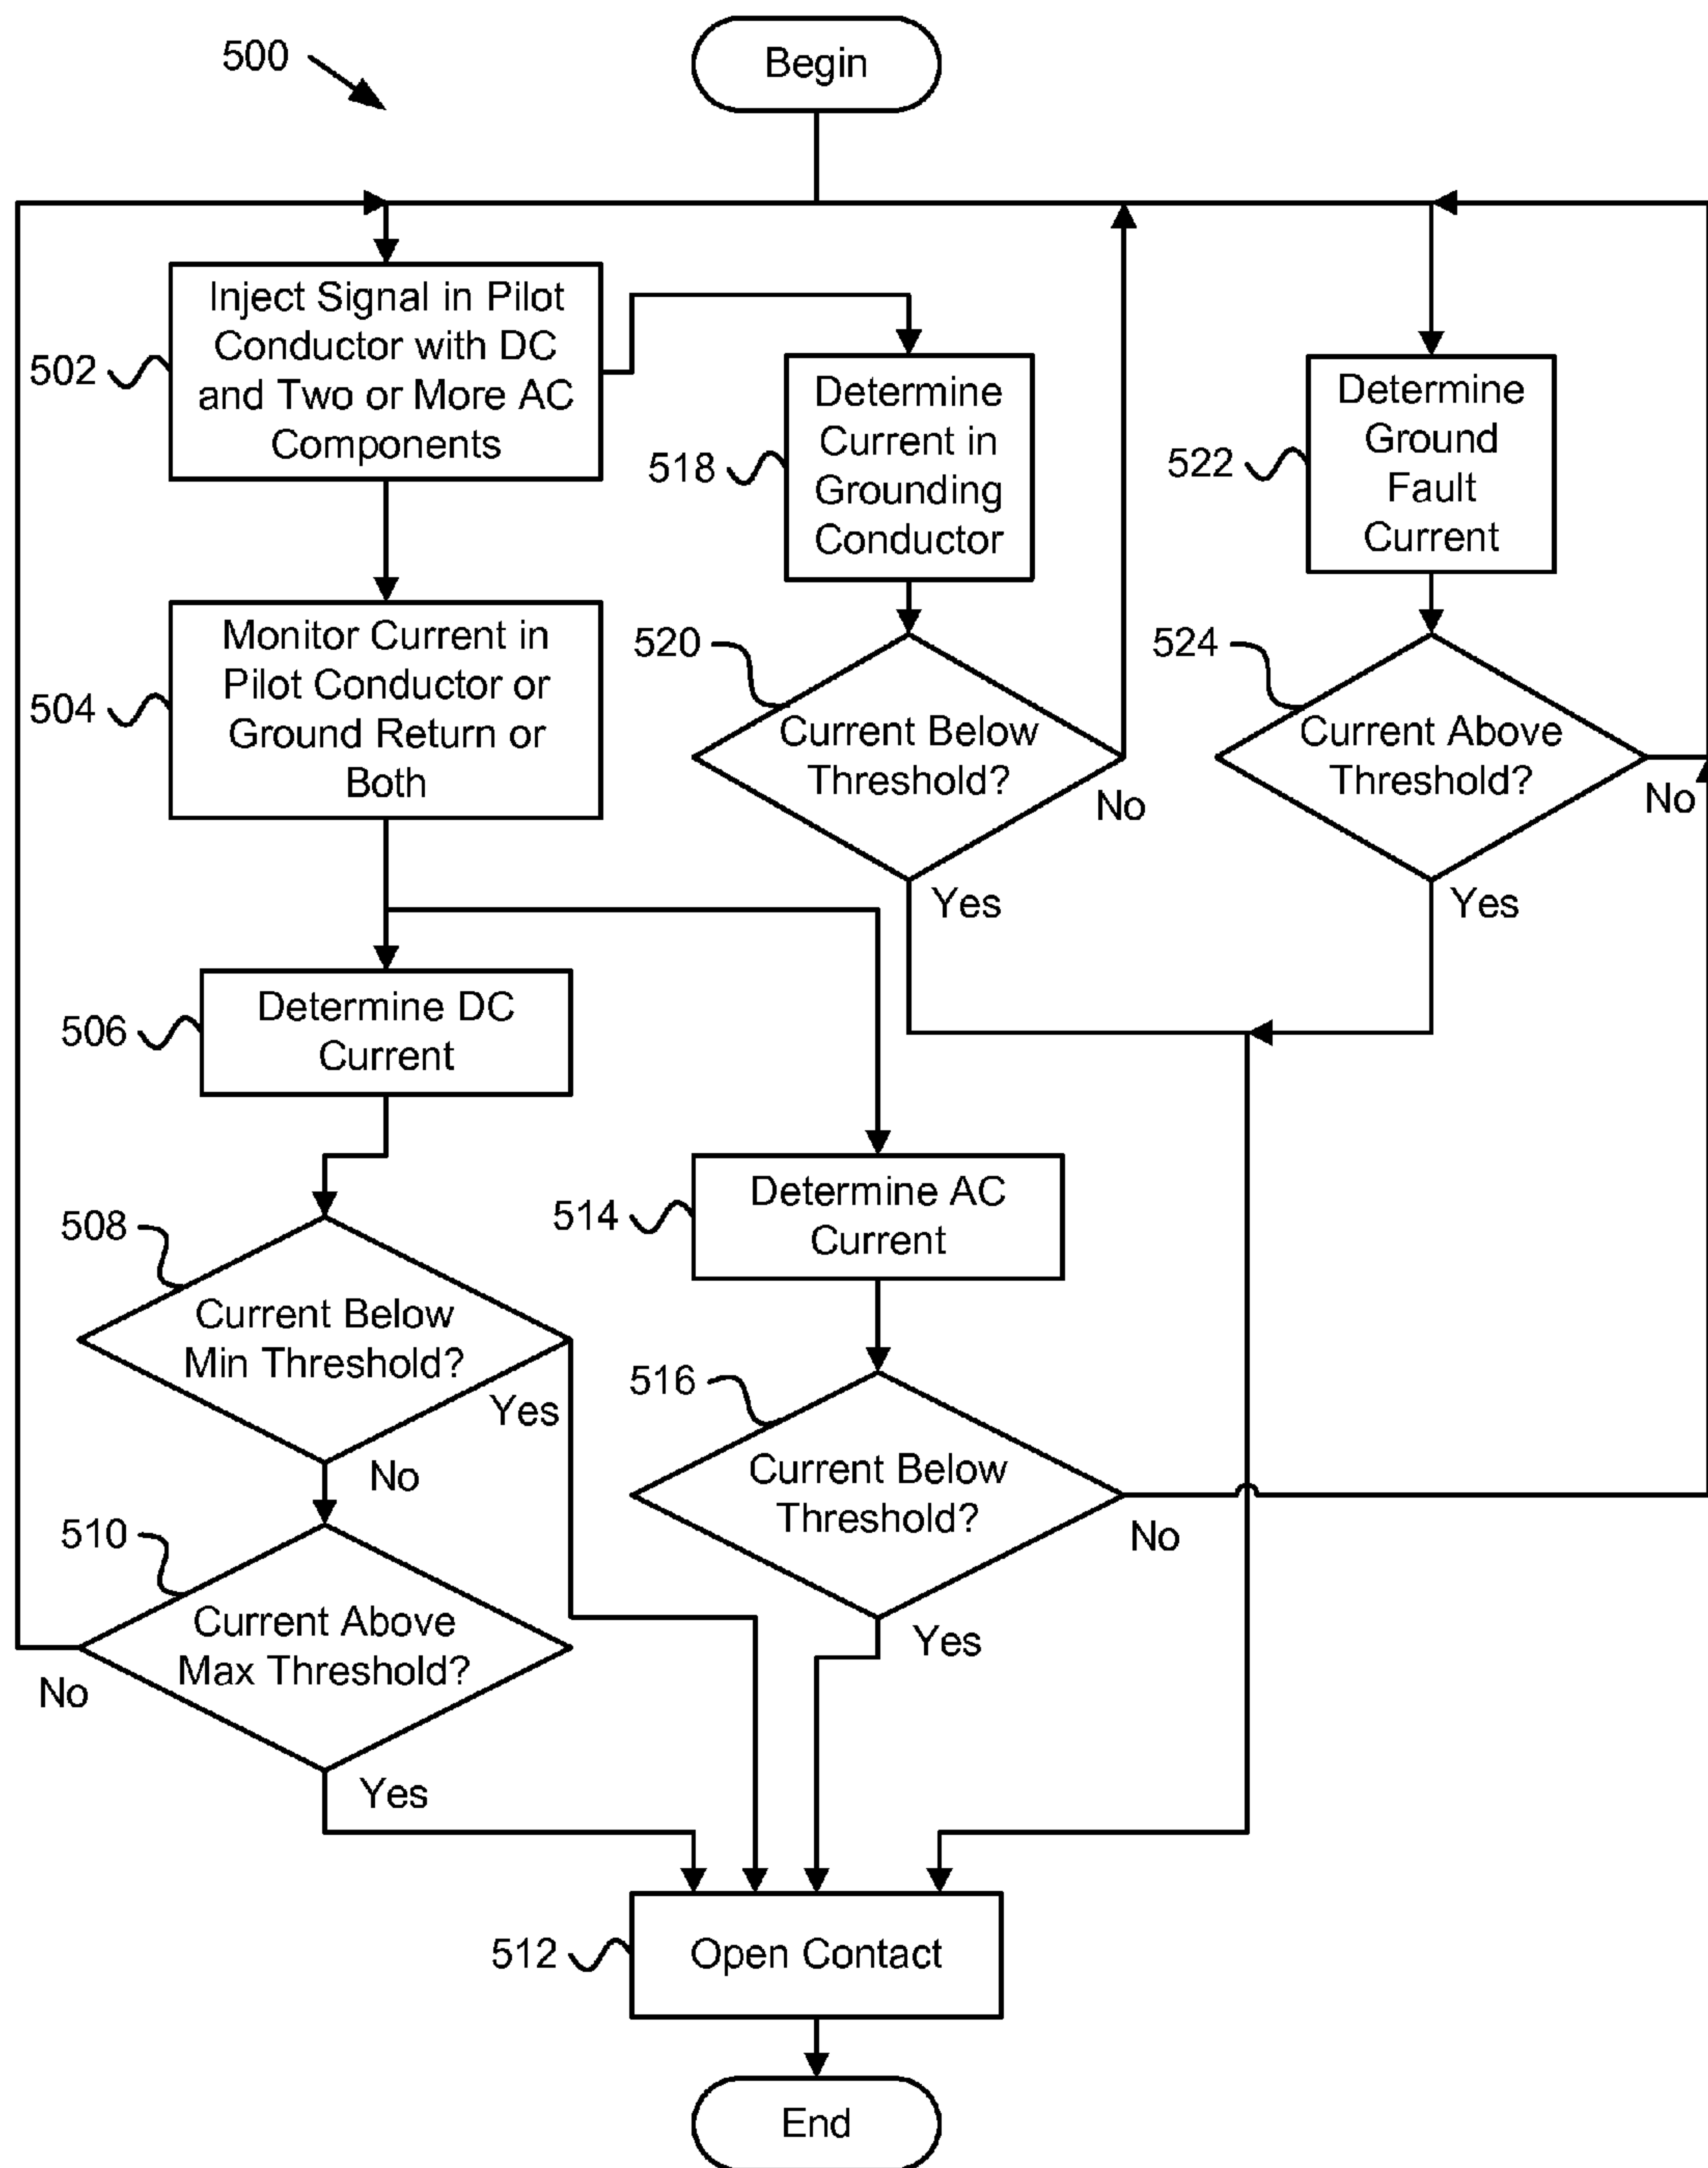 500
Begin
502
Inject Signal in Pilot
Conductor with DC
and Two or More AC
Components
518
Determine
Current in
Grounding
Conductor
522
Determine
Ground
Fault
Current
504
Monitor Current in
Pilot Conductor or
Ground Return or
Both
520
Current Below
Threshold?
No
Yes
524
Current Above
Threshold?
No
Yes
506
Determine DC
Current
514
Determine AC
Current
508
Current Below
Min Threshold?
Yes
No
516
Current Below
Threshold?
No
Yes
510
Current Above
Max Threshold?
No
Yes
512
Open Contact
End